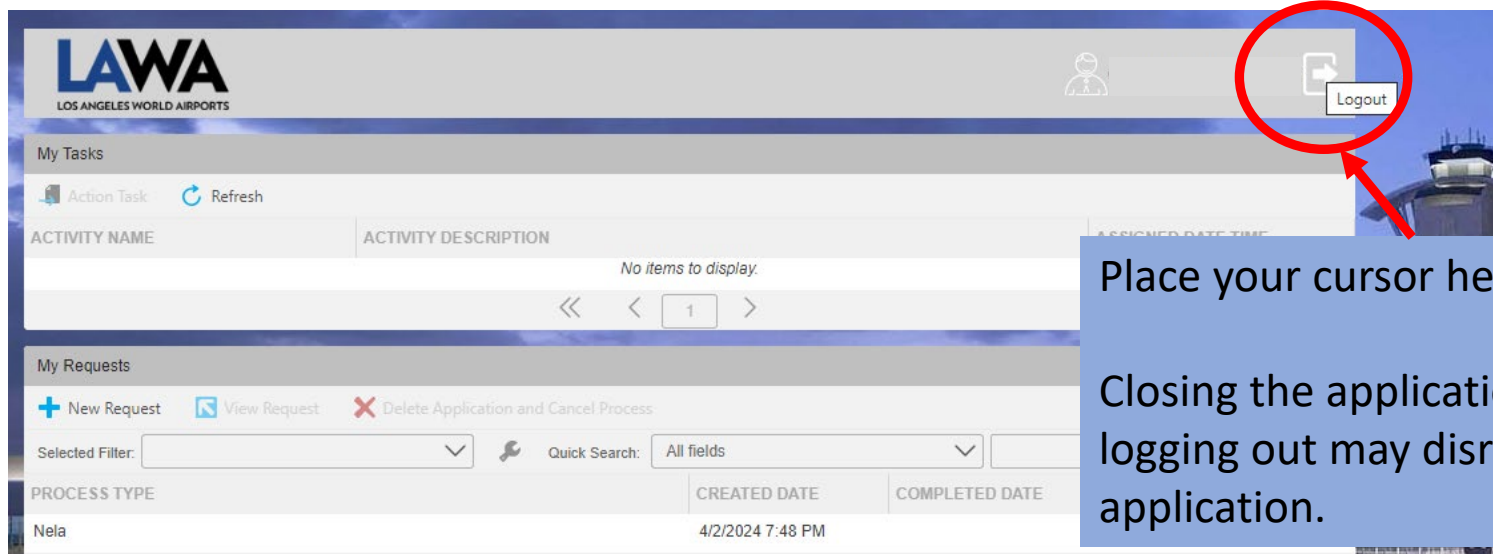 LAWA
LOS ANGELES WORLD AIRPORTS
Logout
My Tasks
Action Task Refresh
ACTIVITY NAME ACTIVITY DESCRIPTION ASSIGNED DATE TIME
No items to display.
1
Place your cursor he
My Requests
New Request View Request Delete Application and Cancel Process
Closing the applicati
Selected Filter: Quick Search: All fields
logging out may disr
PROCESS TYPE CREATED DATE COMPLETED DATE
application.
Nela 4/2/2024 7:48 PM